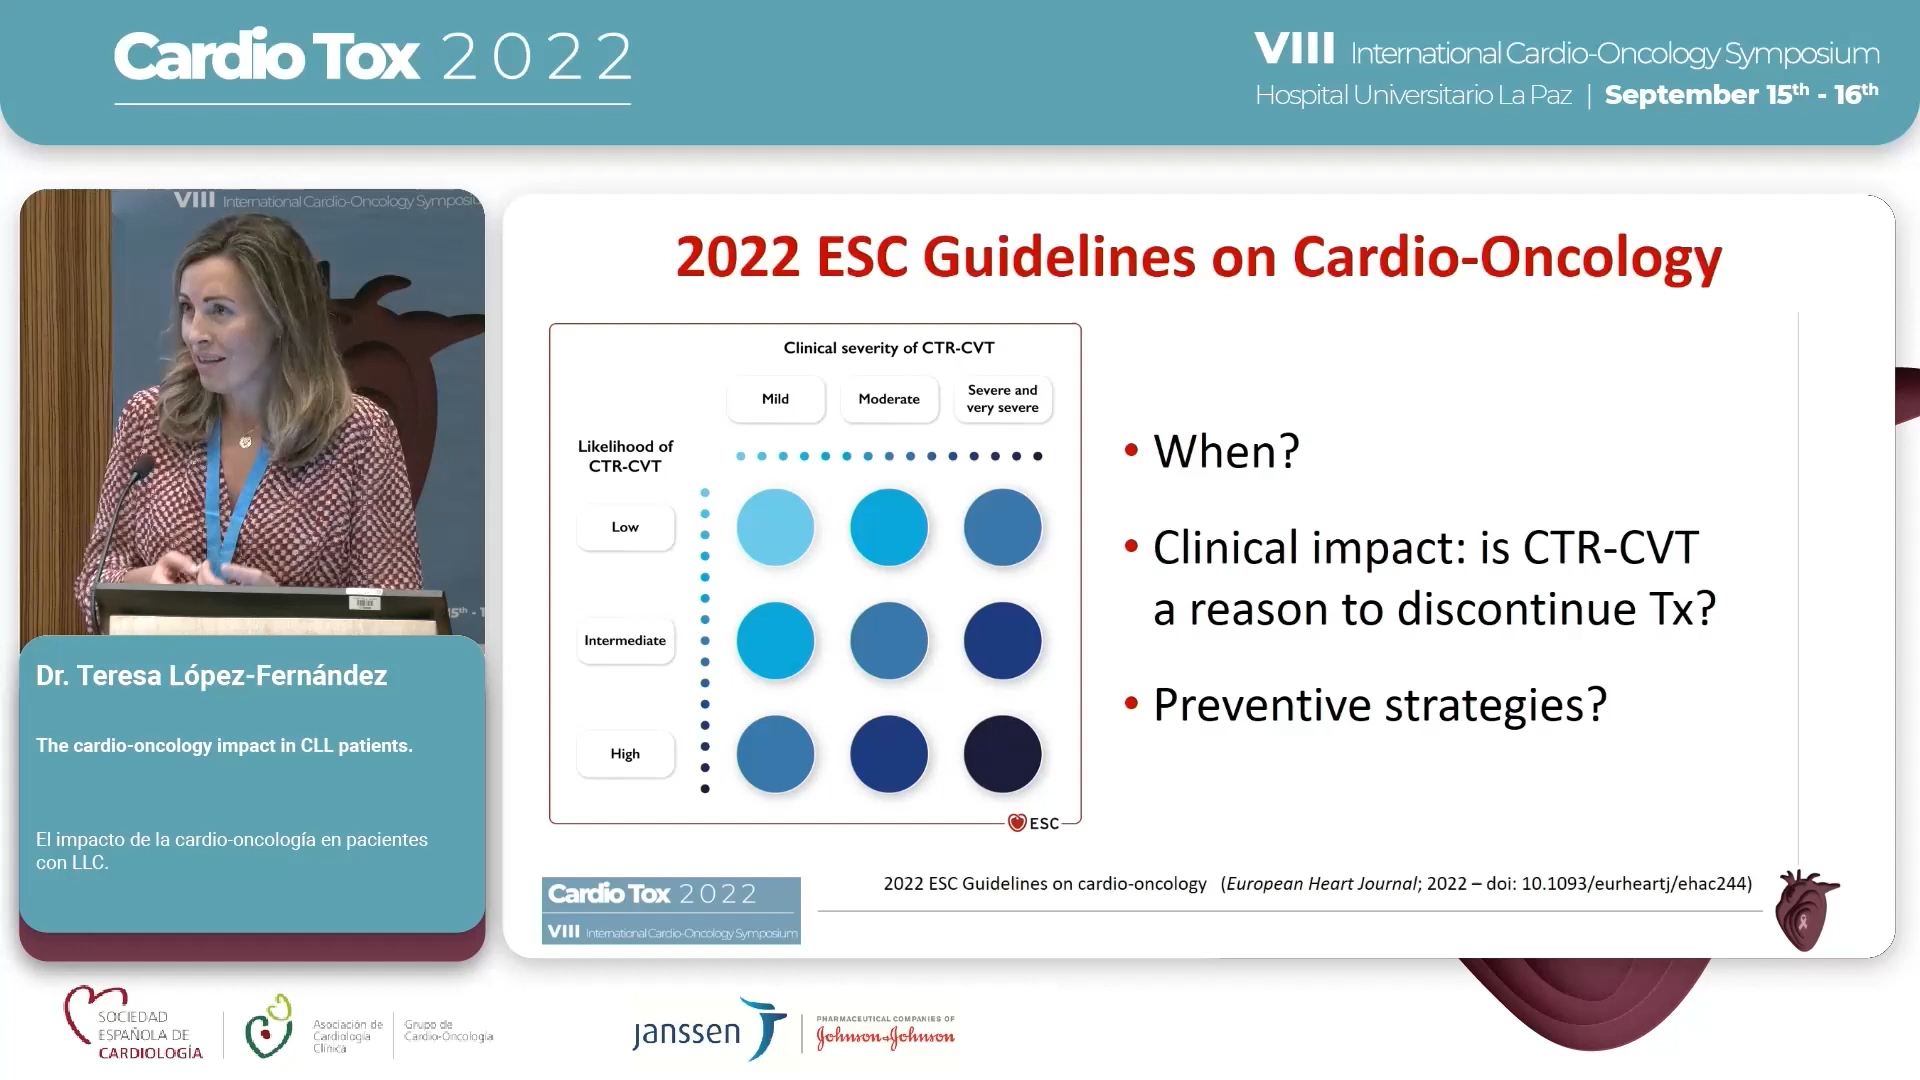 Cardio Tox 2022
VIII International Cardio-Oncology Symposium
Hospital Universitario La Paz | September 15th - 16th
VIII International Cardio-Oncology Symposium
Dr. Teresa López-Fernández
The cardio-oncology impact in CLL patients.
El impacto de la cardio-oncología en pacientes
con LLC.
2022 ESC Guidelines on Cardio-Oncology
Clinical severity of CTR-CVT
Mild
Moderate
Severe and
very severe
Likelihood of
CTR-CVT
Low
Intermediate
High
ESC
• When?
• Clinical impact: is CTR-CVT
a reason to discontinue Tx?
• Preventive strategies?
2022 ESC Guidelines on cardio-oncology (European Heart Journal; 2022 – doi: 10.1093/eurheartj/ehac244)
Cardio Tox 2022
VIII International Cardio-Oncology Symposium
SOCIEDAD
ESPAÑOLA DE
CARDIOLOGÍA
Asociación de
Cardiología
Clínica
Grupo de
Cardio-Oncología
janssen
PHARMACEUTICAL COMPANIES OF
Johnson & Johnson